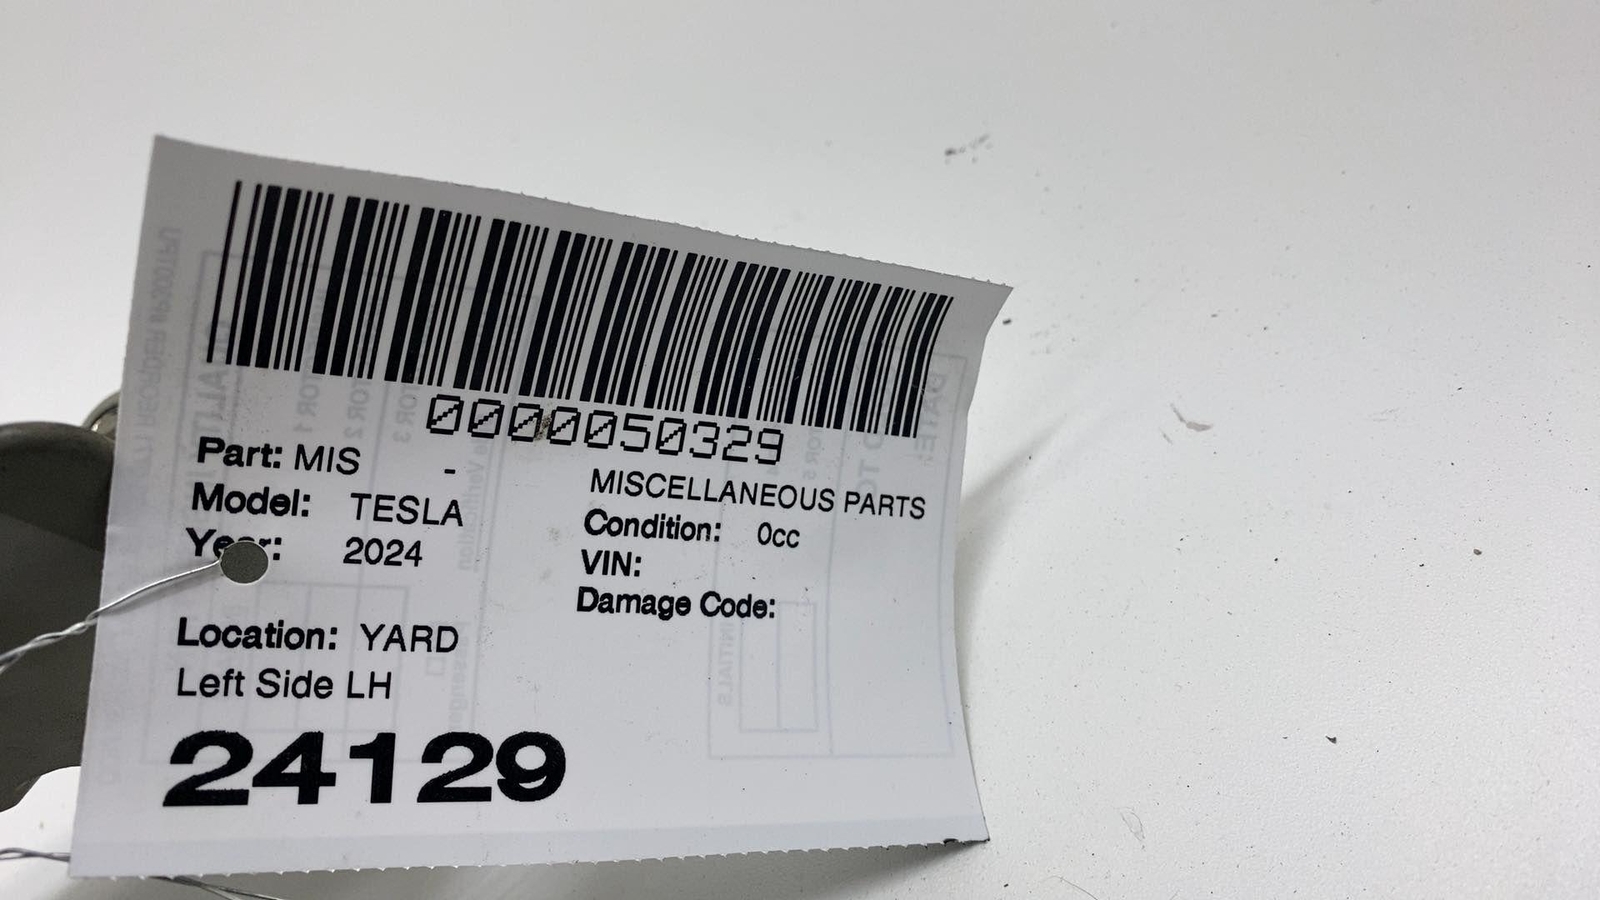 0000050329
Part: MIS -
MISCELLANEOUS PARTS
Model: TESLA
Condition: 0cc
Year: 2024
VIN:
Damage Code:
Location: YARD
Left Side LH
24129